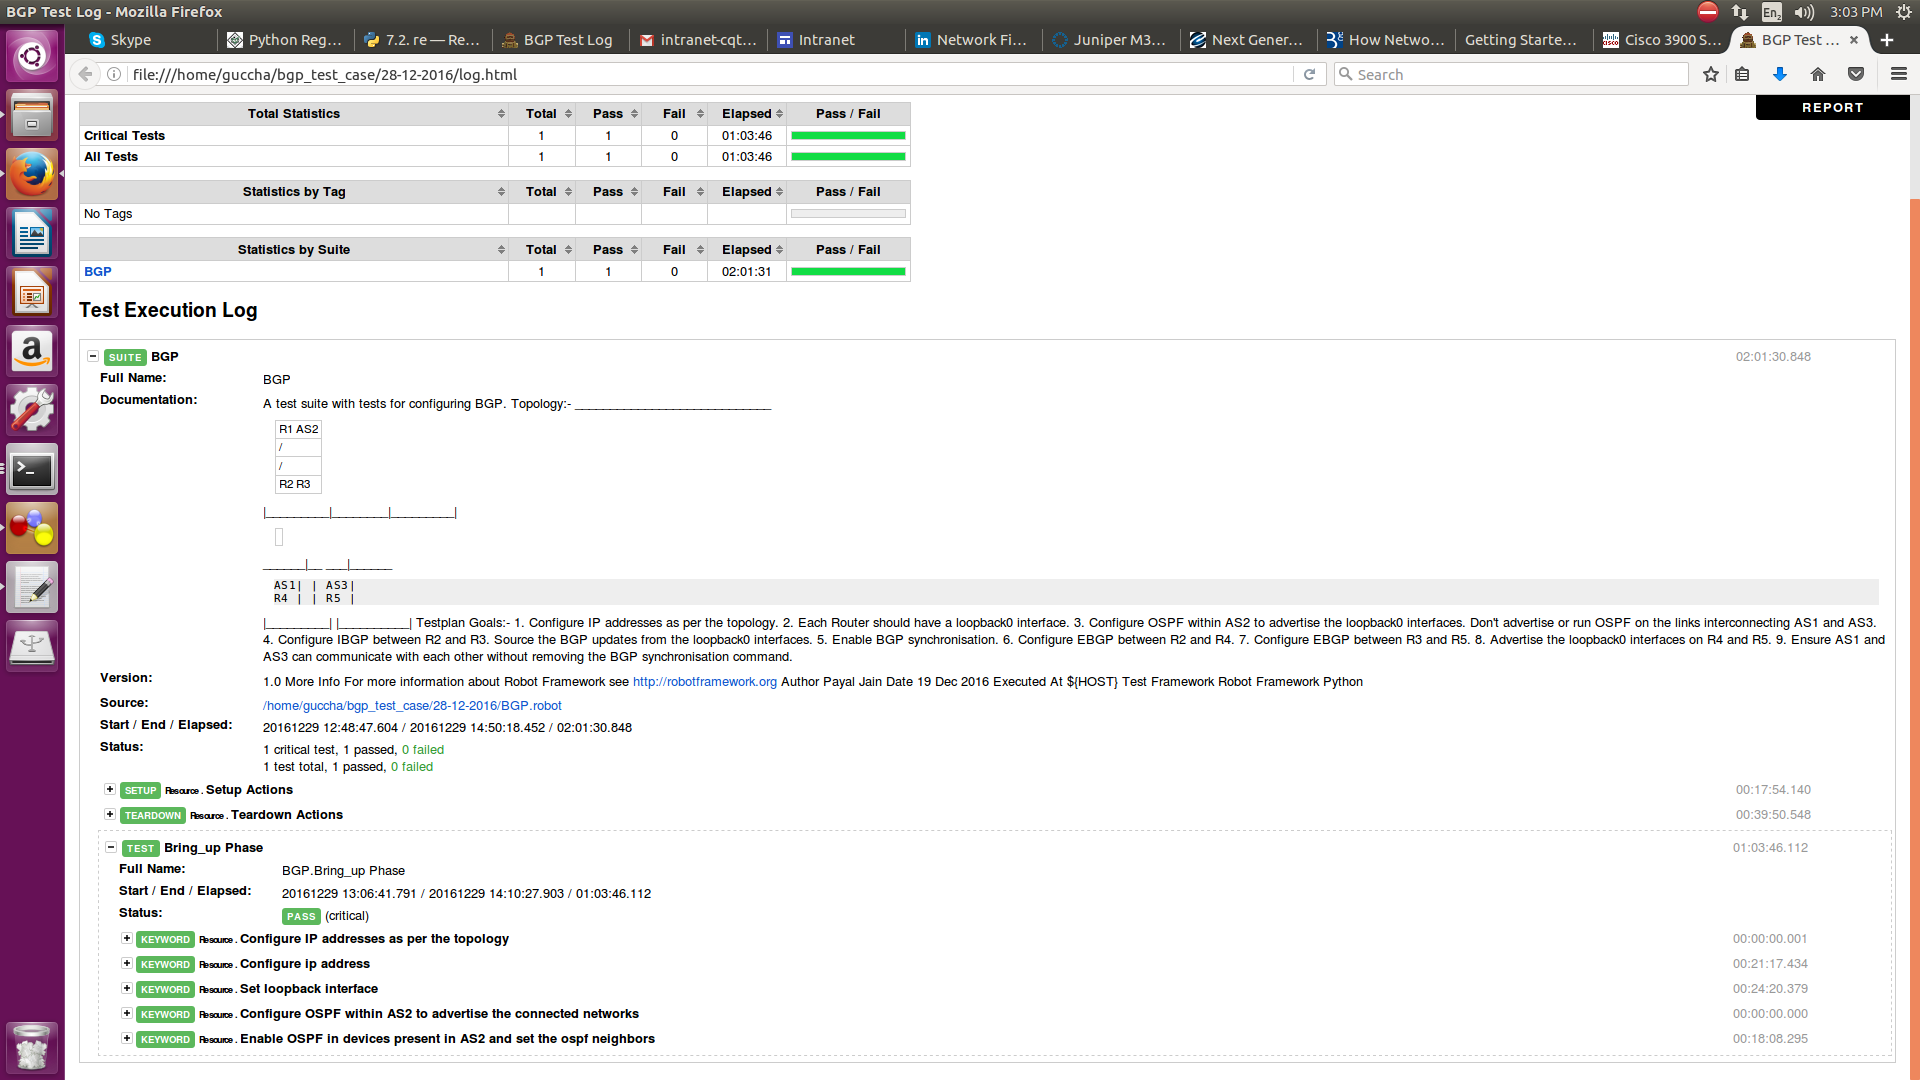 BGP Test Log - Mozilla Firefox
En2
3:03 PM
Skype
Python Reg...
7.2. re — Re...
BGP Test Log
intranet-cqt...
Intranet
Network Fi...
Juniper M3...
Next Gener...
How Netwo...
Getting Starte...
Cisco 3900 S...
BGP Test ...
file:///home/guccha/bgp_test_case/28-12-2016/log.html
Search
REPORT
Total Statistics Total Pass Fail Elapsed Pass / Fail
Critical Tests 1 1 0 01:03:46
All Tests 1 1 0 01:03:46
Statistics by Tag Total Pass Fail Elapsed Pass / Fail
No Tags
Statistics by Suite Total Pass Fail Elapsed Pass / Fail
BGP 1 1 0 02:01:31
Test Execution Log
SUITE BGP 02:01:30.848
Full Name: BGP
Documentation: A test suite with tests for configuring BGP. Topology:- ____________________________
R1 AS2
/
/
R2 R3
|_________|________|_________|
______|__ ___|______
AS1| | AS3|
R4 | | R5 |
|_________| |__________| Testplan Goals:- 1. Configure IP addresses as per the topology. 2. Each Router should have a loopback0 interface. 3. Configure OSPF within AS2 to advertise the loopback0 interfaces. Don't advertise or run OSPF on the links interconnecting AS1 and AS3.
4. Configure IBGP between R2 and R3. Source the BGP updates from the loopback0 interfaces. 5. Enable BGP synchronisation. 6. Configure EBGP between R2 and R4. 7. Configure EBGP between R3 and R5. 8. Advertise the loopback0 interfaces on R4 and R5. 9. Ensure AS1 and
AS3 can communicate with each other without removing the BGP synchronisation command.
Version: 1.0 More Info For more information about Robot Framework see http://robotframework.org Author Payal Jain Date 19 Dec 2016 Executed At ${HOST} Test Framework Robot Framework Python
Source: /home/guccha/bgp_test_case/28-12-2016/BGP.robot
Start / End / Elapsed: 20161229 12:48:47.604 / 20161229 14:50:18.452 / 02:01:30.848
Status: 1 critical test, 1 passed, 0 failed
1 test total, 1 passed, 0 failed
SETUP Resource . Setup Actions 00:17:54.140
TEARDOWN Resource . Teardown Actions 00:39:50.548
TEST Bring_up Phase 01:03:46.112
Full Name: BGP.Bring_up Phase
Start / End / Elapsed: 20161229 13:06:41.791 / 20161229 14:10:27.903 / 01:03:46.112
Status: PASS (critical)
KEYWORD Resource . Configure IP addresses as per the topology 00:00:00.001
KEYWORD Resource . Configure ip address 00:21:17.434
KEYWORD Resource . Set loopback interface 00:24:20.379
KEYWORD Resource . Configure OSPF within AS2 to advertise the connected networks 00:00:00.000
KEYWORD Resource . Enable OSPF in devices present in AS2 and set the ospf neighbors 00:18:08.295